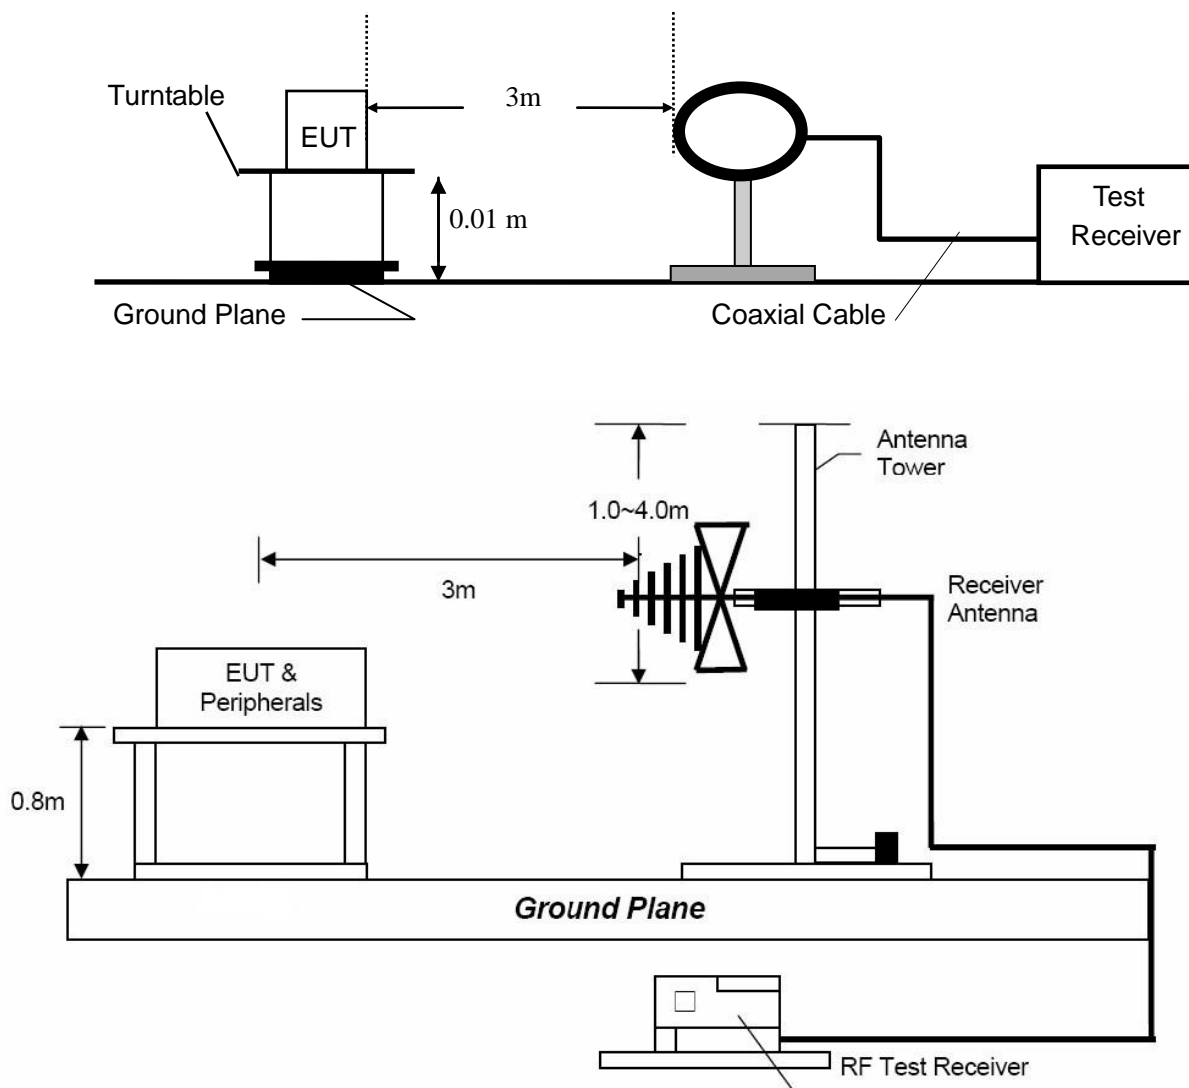 Turntable
3m
EUT
0.01 m
Test
Receiver
Ground Plane
Coaxial Cable
Antenna
Tower
1.0~4.0m
3m
Receiver
Antenna
EUT &
Peripherals
0.8m
Ground Plane
RF Test Receiver